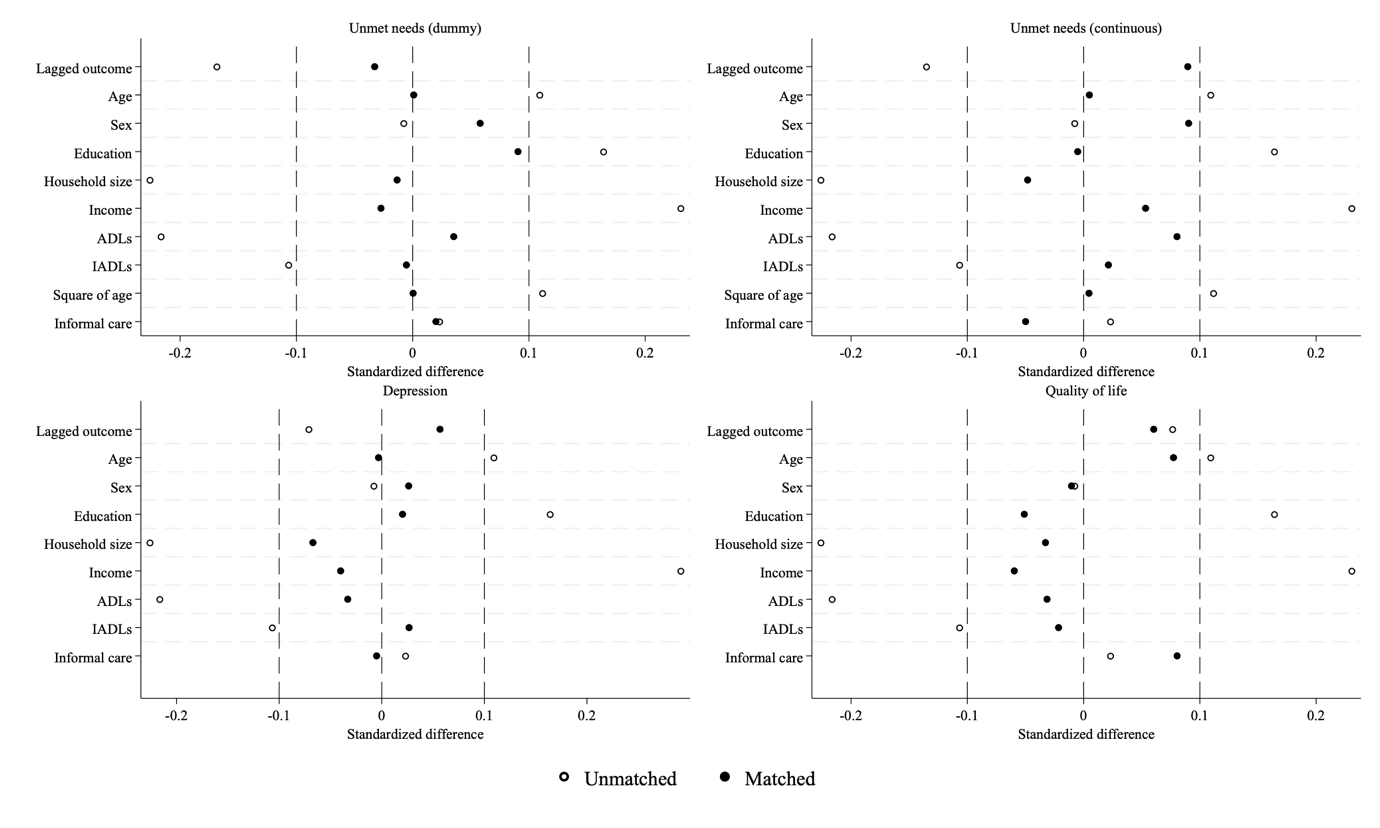 Unmet needs (dummy)
Lagged outcome
Age
Sex
Education
Household size
Income
ADLs
IADLs
Square of age
Informal care
-0.2 -0.1 0 0.1 0.2
Standardized difference
Unmet needs (continuous)
Lagged outcome
Age
Sex
Education
Household size
Income
ADLs
IADLs
Square of age
Informal care
-0.2 -0.1 0 0.1 0.2
Standardized difference
Depression
Lagged outcome
Age
Sex
Education
Household size
Income
ADLs
IADLs
Informal care
-0.2 -0.1 0 0.1 0.2
Standardized difference
Quality of life
Lagged outcome
Age
Sex
Education
Household size
Income
ADLs
IADLs
Informal care
-0.2 -0.1 0 0.1 0.2
Standardized difference
Unmatched Matched